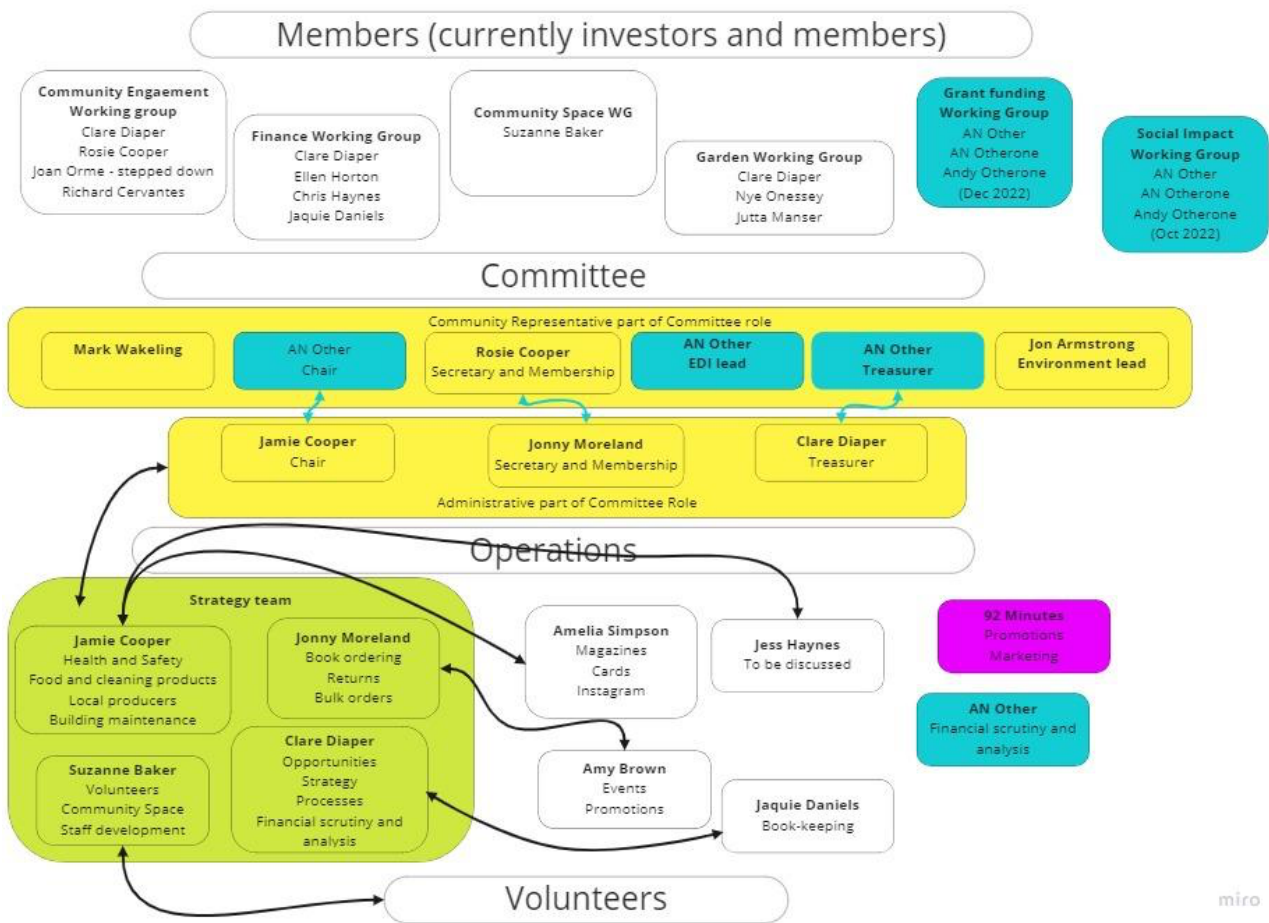 Members (currently investors and members)
Community Engaement
Working group
Clare Diaper
Rosie Cooper
Joan Orme - stepped down
Richard Cervantes
Finance Working Group
Clare Diaper
Ellen Horton
Chris Haynes
Jaquie Daniels
Community Space WG
Suzanne Baker
Garden Working Group
Clare Diaper
Nye Onessey
Jutta Manser
Grant funding
Working Group
AN Other
AN Otherone
Andy Otherone
(Dec 2022)
Social Impact
Working Group
AN Other
AN Otherone
Andy Otherone
(Oct 2022)
Committee
Community Representative part of Committee role
Mark Wakeling
AN Other
Chair
Rosie Cooper
Secretary and Membership
AN Other
EDI lead
AN Other
Treasurer
Jon Armstrong
Environment lead
Jamie Cooper
Chair
Jonny Moreland
Secretary and Membership
Clare Diaper
Treasurer
Administrative part of Committee Role
Operations
Strategy team
Jamie Cooper
Health and Safety
Food and cleaning products
Local producers
Building maintenance
Jonny Moreland
Book ordering
Returns
Bulk orders
Suzanne Baker
Volunteers
Community Space
Staff development
Clare Diaper
Opportunities
Strategy
Processes
Financial scrutiny and
analysis
Amelia Simpson
Magazines
Cards
Instagram
Jess Haynes
To be discussed
Amy Brown
Events
Promotions
Jaquie Daniels
Book-keeping
92 Minutes
Promotions
Marketing
AN Other
Financial scrutiny and
analysis
Volunteers
miro